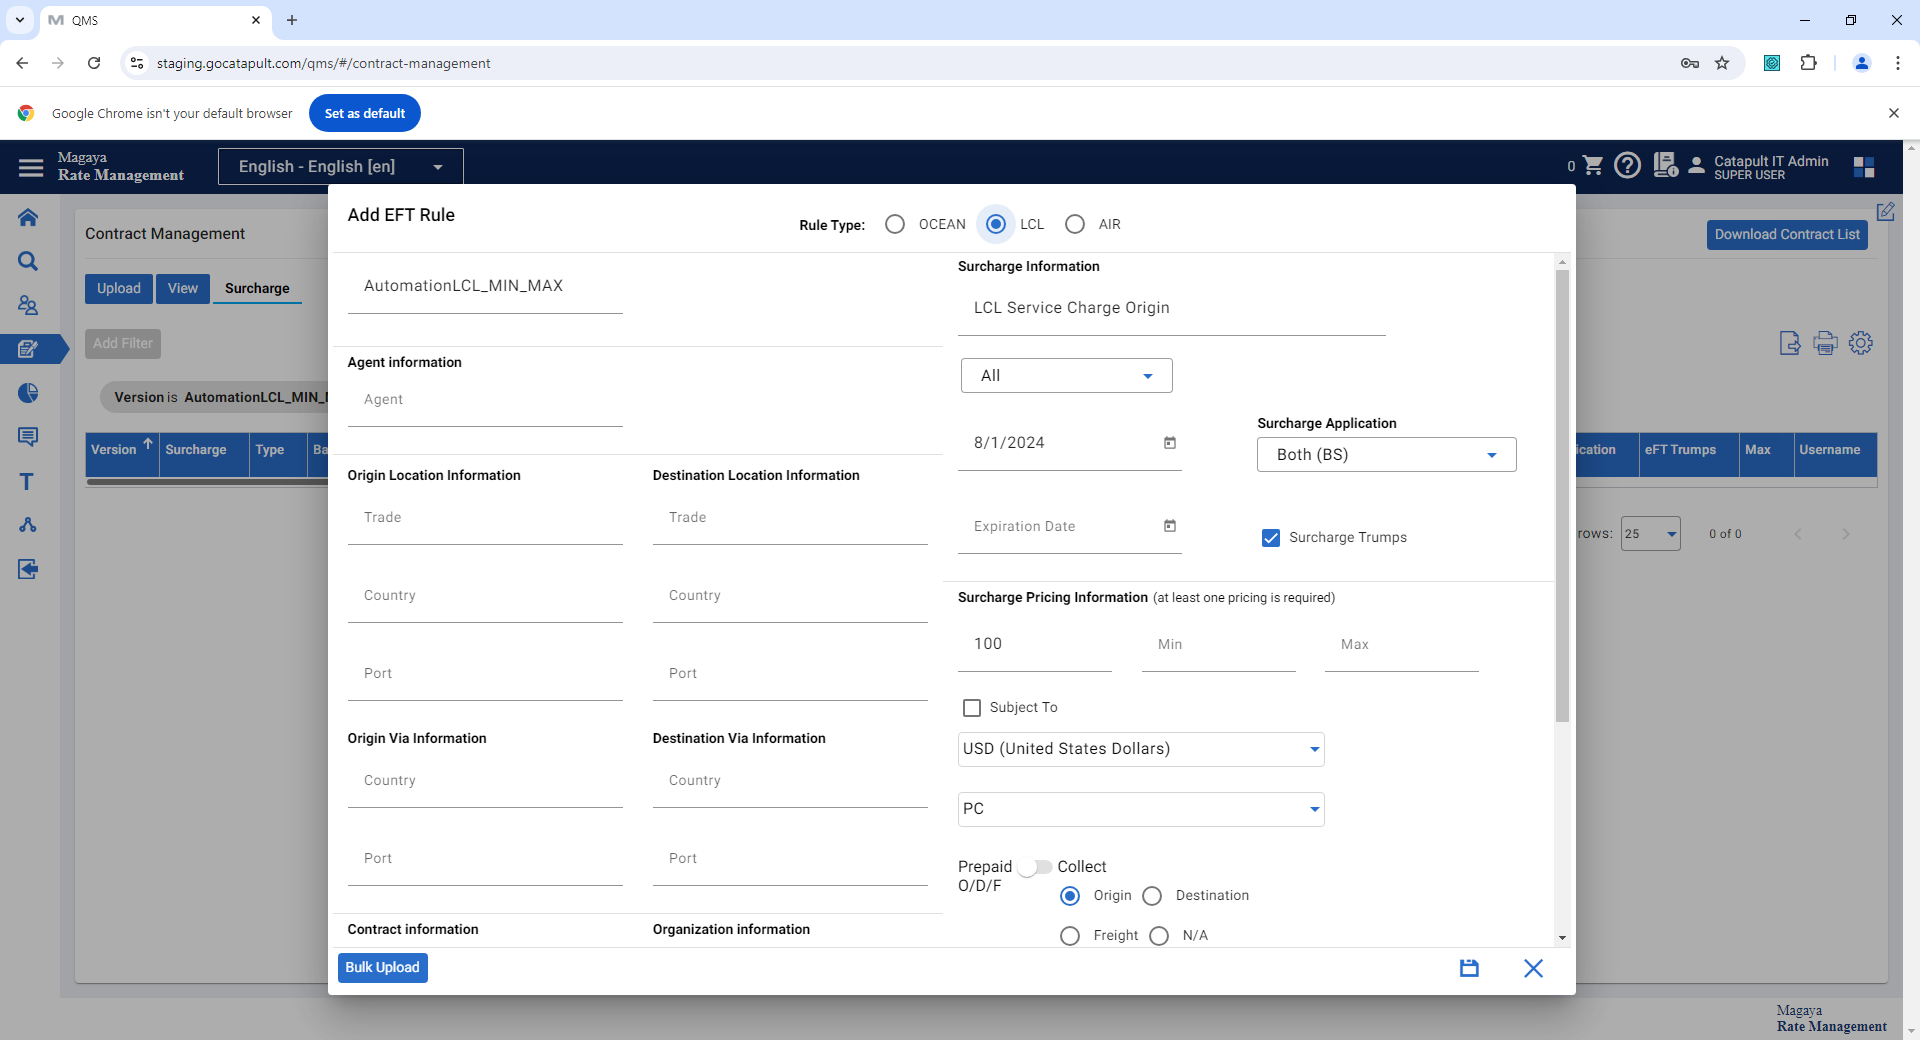 QMS
staging.gocatapult.com/qms/#/contract-management
Google Chrome isn't your default browser
Set as default
Magaya
Rate Management
English - English [en]
0
Catapult IT Admin
SUPER USER
Contract Management
Download Contract List
Upload
View
Surcharge
Add Filter
Version is AutomationLCL_MIN_
Version
Surcharge
Type
Ba
ication
eFT Trumps
Max
Username
rows:
25
0 of 0
Add EFT Rule
Rule Type:
OCEAN
LCL
AIR
AutomationLCL_MIN_MAX
Agent information
Agent
Origin Location Information
Destination Location Information
Trade
Trade
Country
Country
Port
Port
Origin Via Information
Destination Via Information
Country
Country
Port
Port
Contract information
Organization information
Surcharge Information
LCL Service Charge Origin
All
8/1/2024
Surcharge Application
Both (BS)
Expiration Date
Surcharge Trumps
Surcharge Pricing Information (at least one pricing is required)
100
Min
Max
Subject To
USD (United States Dollars)
PC
Prepaid
Collect
O/D/F
Origin
Destination
Freight
N/A
Bulk Upload
Magaya
Rate Management